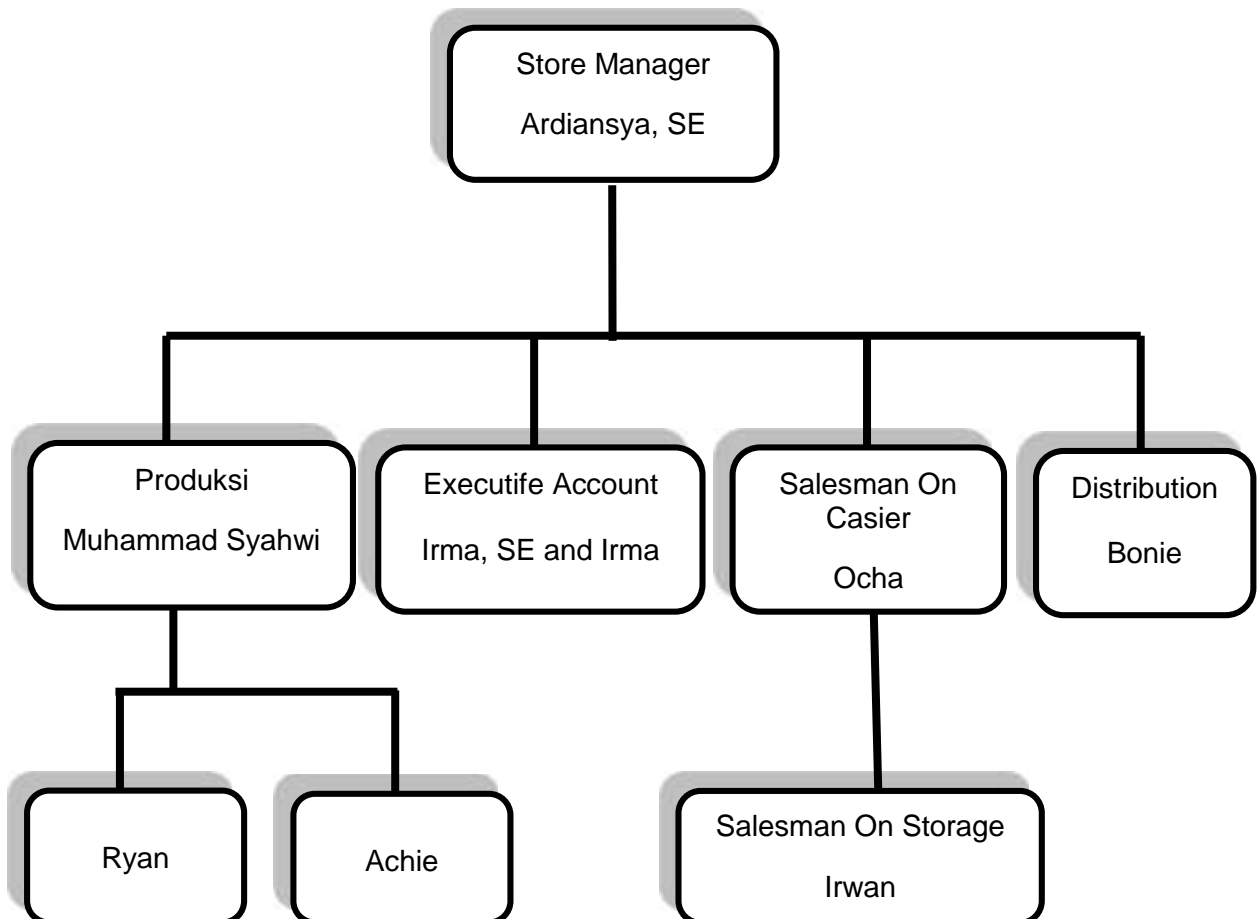 Store Manager
Ardiansya, SE
Produksi
Muhammad Syahwi
Executife Account
Irma, SE and Irma
Salesman On
Casier
Ocha
Distribution
Bonie
Ryan
Achie
Salesman On Storage
Irwan